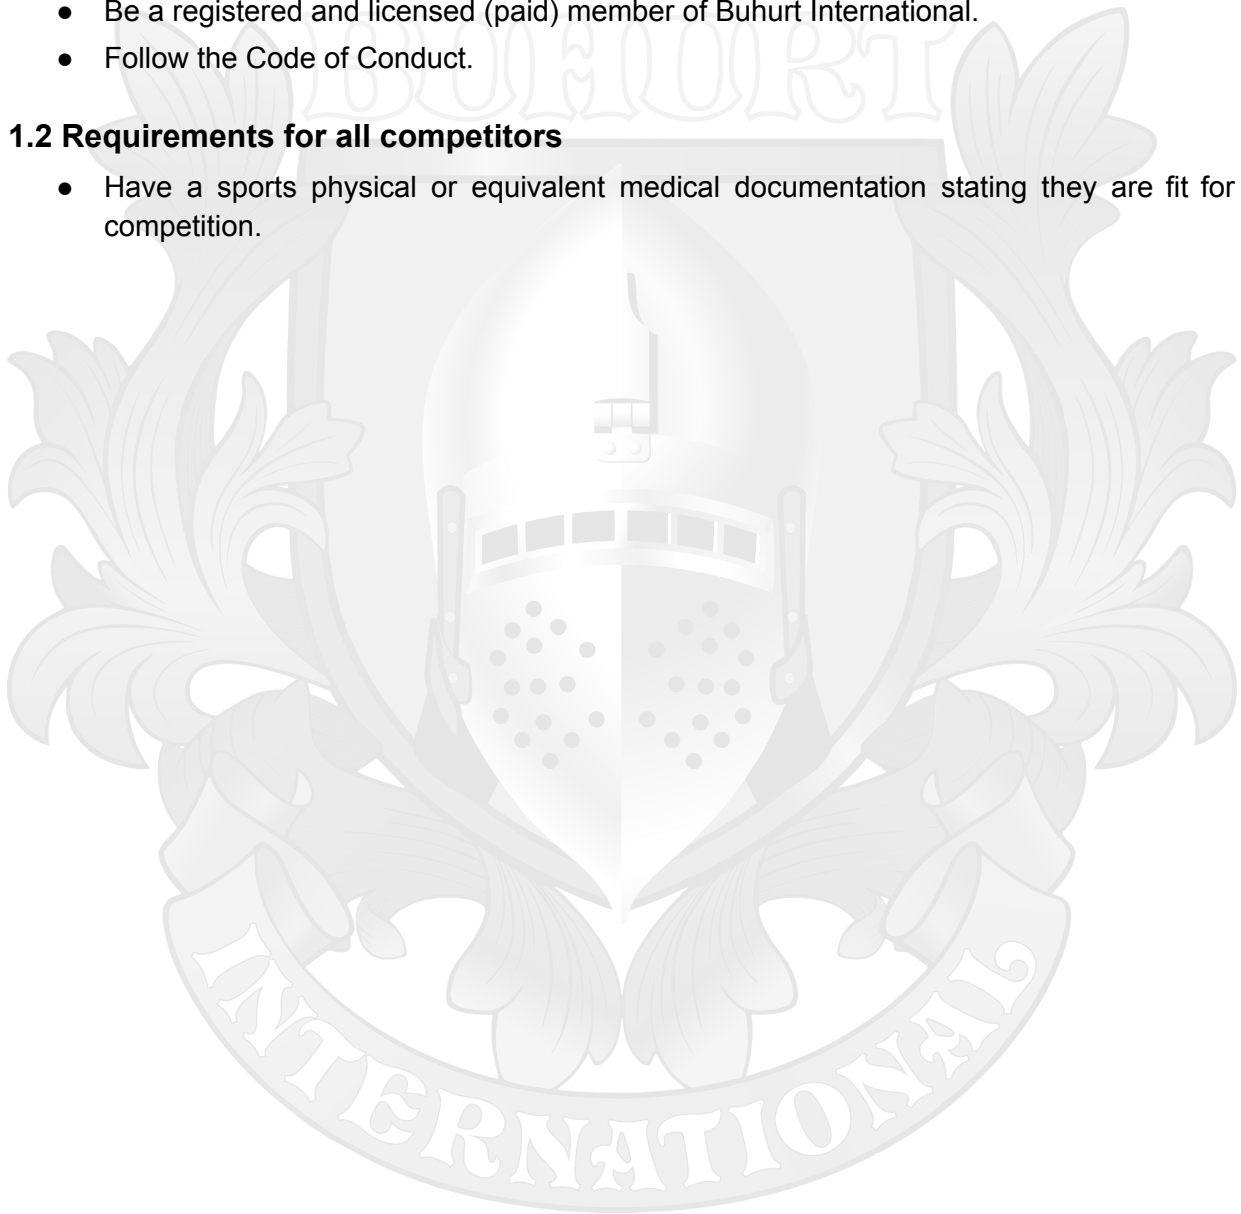 ● Be a registered and licensed (paid) member of Buhurt International.
● Follow the Code of Conduct.
1.2 Requirements for all competitors
● Have a sports physical or equivalent medical documentation stating they are fit for
competition.
BUHURT
INTERNATIONAL